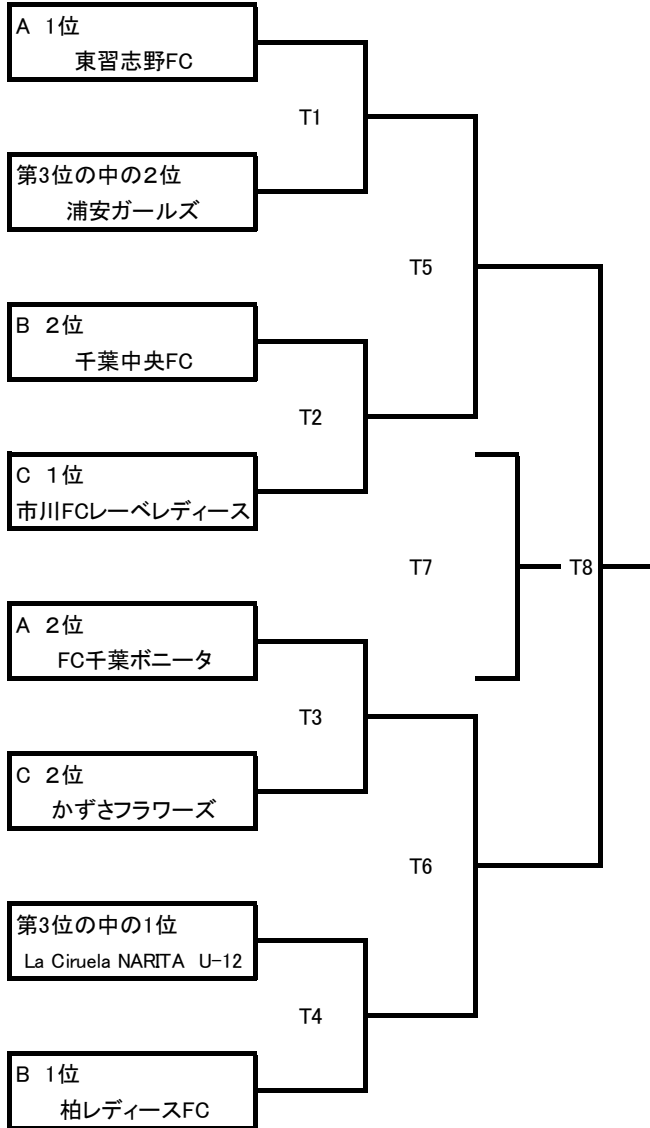 A 1位
東習志野FC
T1
第3位の中の２位
浦安ガールズ
T5
B ２位
千葉中央FC
T2
C １位
市川FCレーベレディース
T7
T8
A ２位
FC千葉ボニータ
T3
C ２位
かずさフラワーズ
T6
第3位の中の1位
La Ciruela NARITA U-12
T4
B 1位
柏レディースFC